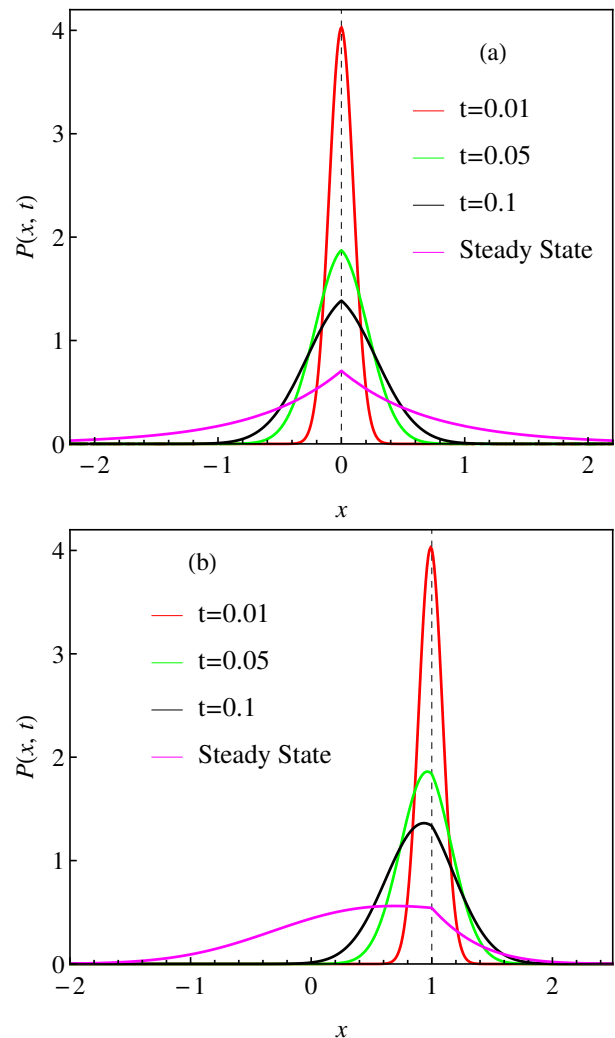 (a)
t=0.01
t=0.05
t=0.1
Steady State
P(x, t)
4
3
2
1
0
−2 −1 0 1 2
x
(b)
t=0.01
t=0.05
t=0.1
Steady State
P(x, t)
4
3
2
1
0
−2 −1 0 1 2
x